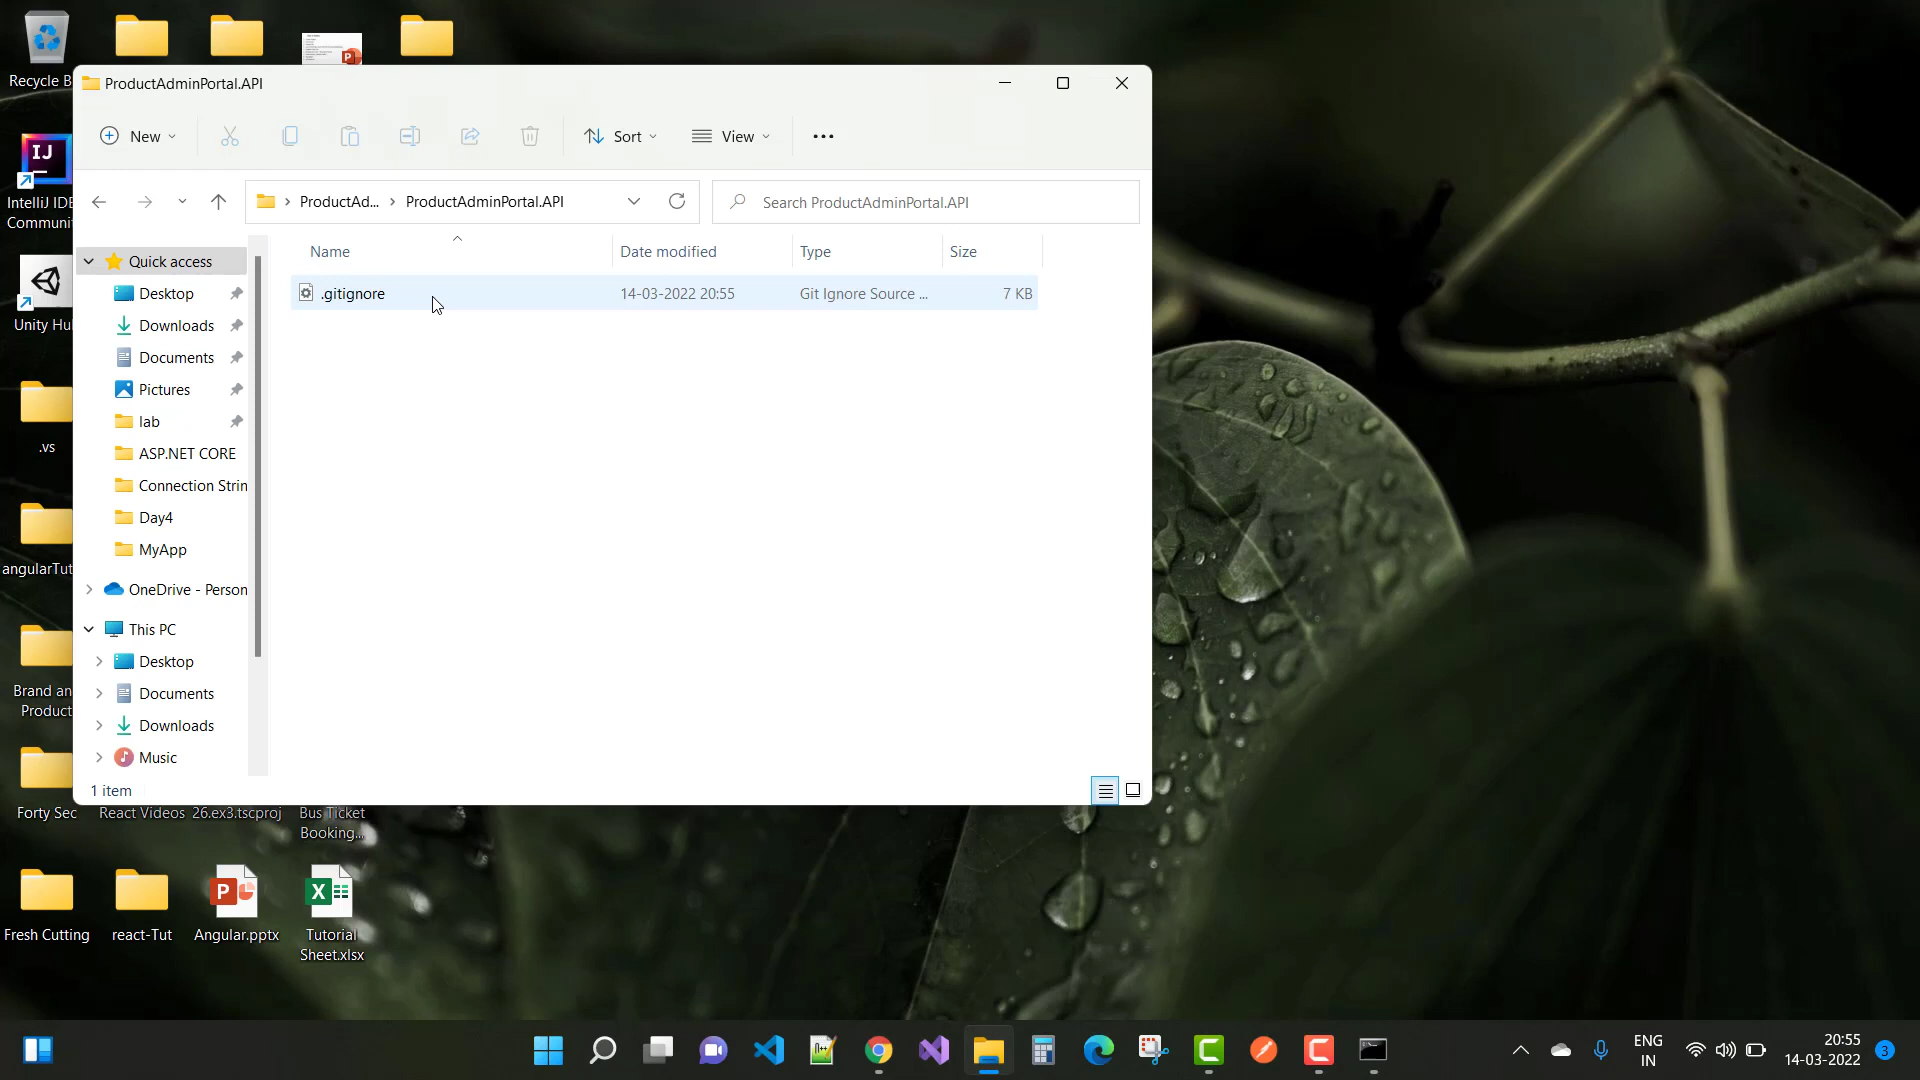 Recycle B
ProductAdminPortal.API
New
Sort
View
ProductAd...
ProductAdminPortal.API
Search ProductAdminPortal.API
IJ
IntelliJ IDE
Communit
Unity Hu
.vs
angularTut
Brand an
Product
Forty Sec
Name
Date modified
Type
Size
.gitignore
14-03-2022 20:55
Git Ignore Source ...
7 KB
Quick access
Desktop
Downloads
Documents
Pictures
lab
ASP.NET CORE
Connection Strin
Day4
MyApp
OneDrive - Person
This PC
Desktop
Documents
Downloads
Music
1 item
React Videos
26.ex3.tscproj
Bus Ticket
Booking...
Fresh Cutting
react-Tut
Angular.pptx
Tutorial
Sheet.xlsx
ENG
IN
20:55
14-03-2022
3